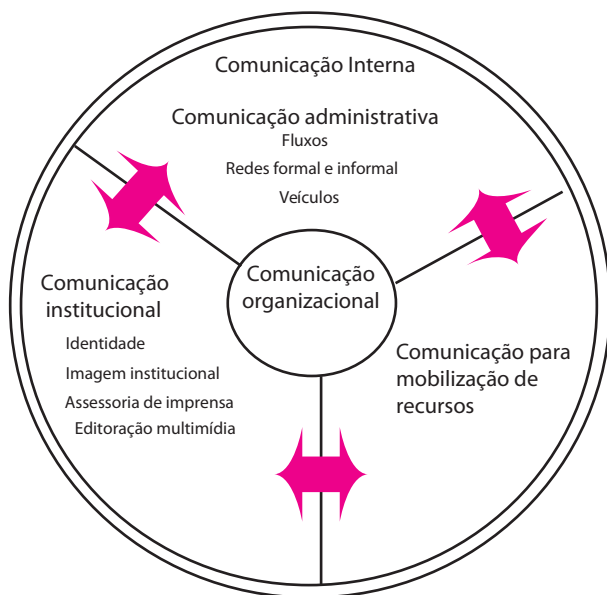 Comunicação Interna
Comunicação administrativa
Fluxos
Redes formal e informal
Veículos
Comunicação
organizacional
Comunicação
institucional
Identidade
Imagem institucional
Assessoria de imprensa
Editoração multimídia
Comunicação para
mobilização de
recursos